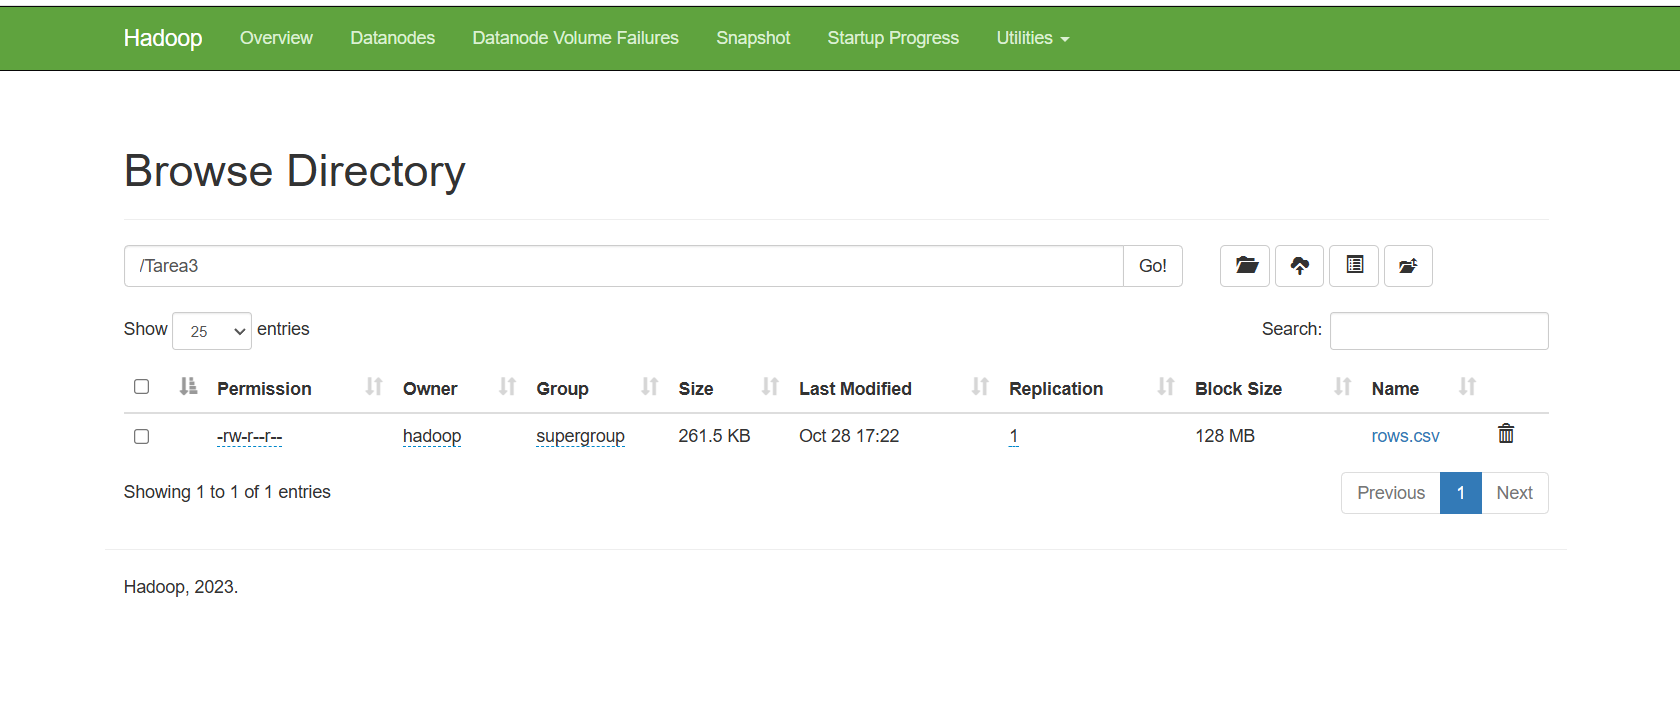 Hadoop Overview Datanodes Datanode Volume Failures Snapshot Startup Progress Utilities
Browse Directory
/Tarea3 Go!
Show 25 entries Search:
Permission Owner Group Size Last Modified Replication Block Size Name
-rw-r--r-- hadoop supergroup 261.5 KB Oct 28 17:22 1 128 MB rows.csv
Showing 1 to 1 of 1 entries Previous 1 Next
Hadoop, 2023.